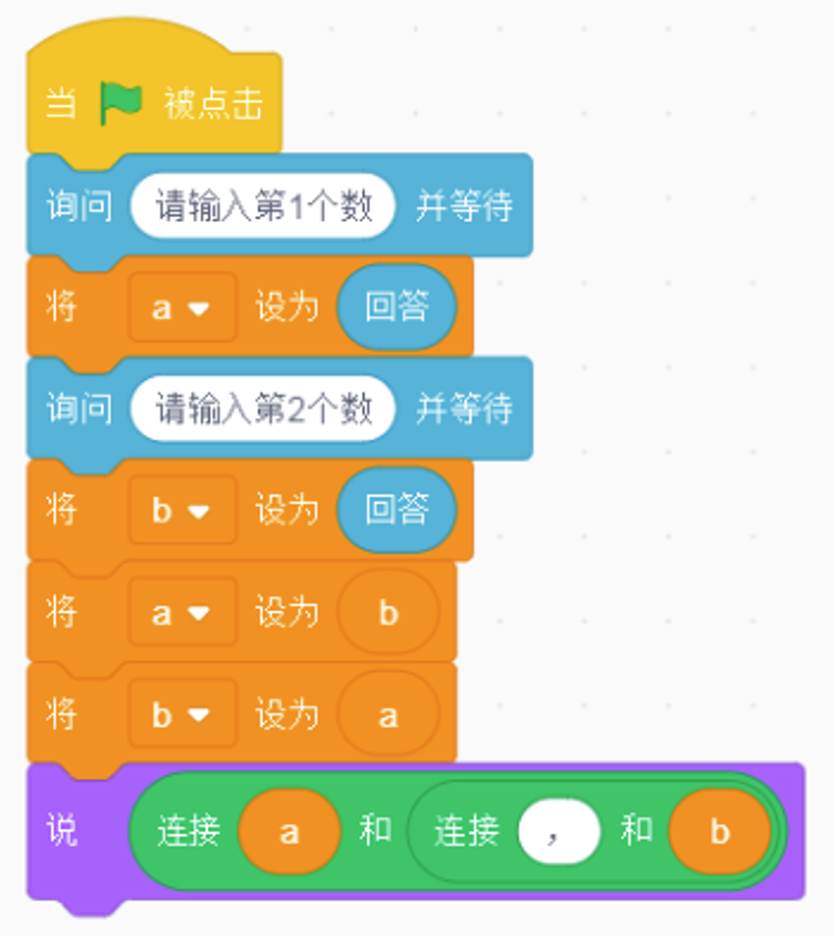 当 被点击
询问 请输入第1个数 并等待
将 a 设为 回答
询问 请输入第2个数 并等待
将 b 设为 回答
将 a 设为 b
将 b 设为 a
说 连接 a 和 连接 , 和 b